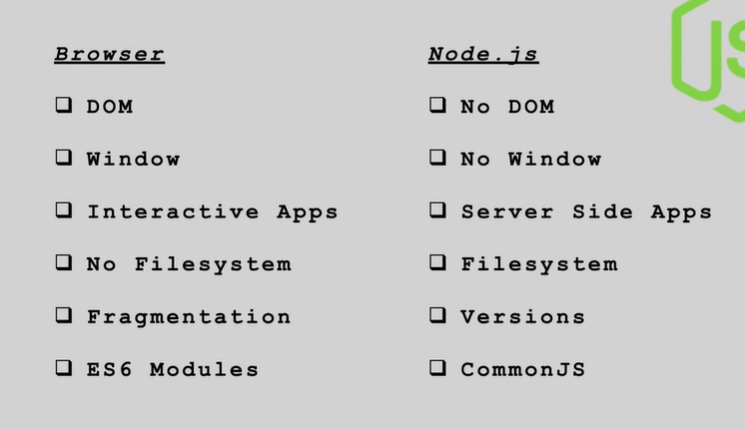 Browser
DOM
Window
Interactive Apps
No Filesystem
Fragmentation
ES6 Modules
Node.js
No DOM
No Window
Server Side Apps
Filesystem
Versions
CommonJS
JS